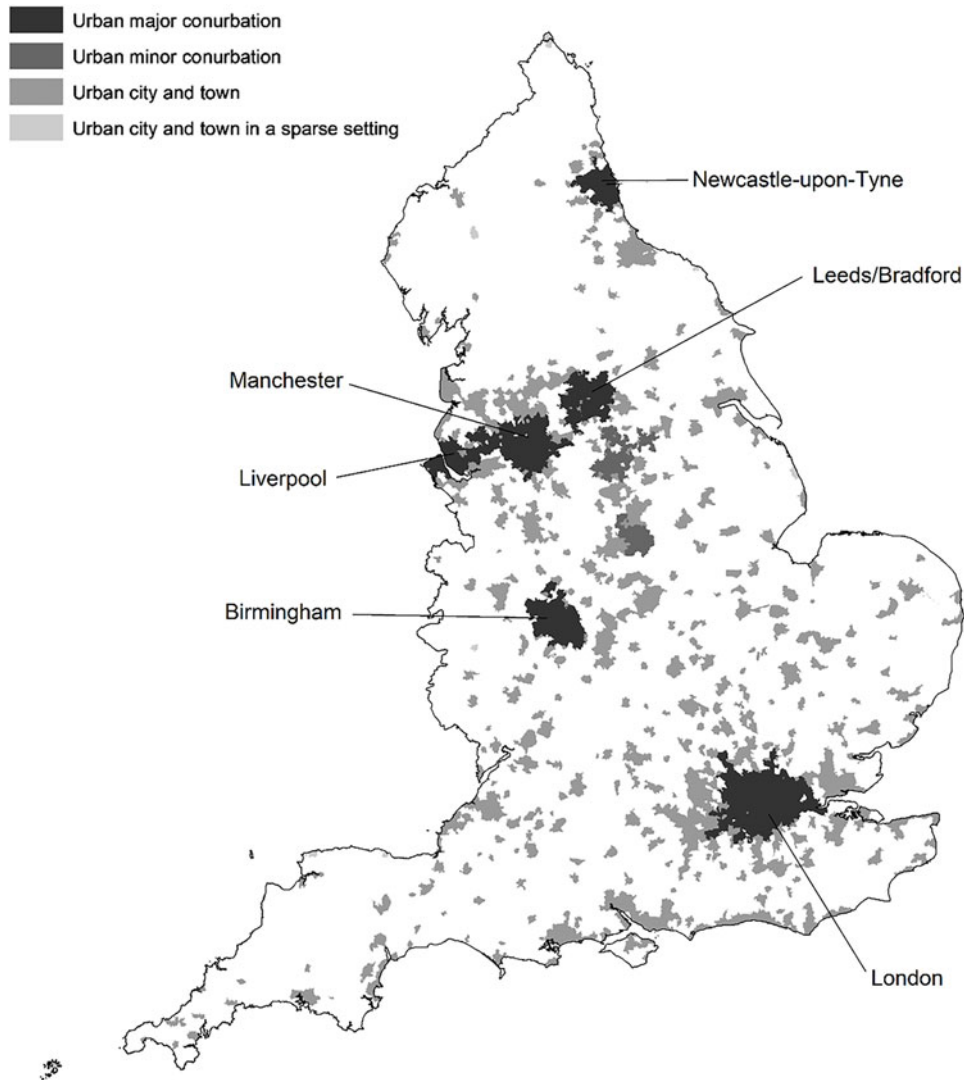 Urban major conurbation
Urban minor conurbation
Urban city and town
Urban city and town in a sparse setting
Newcastle-upon-Tyne
Leeds/Bradford
Manchester
Liverpool
Birmingham
London